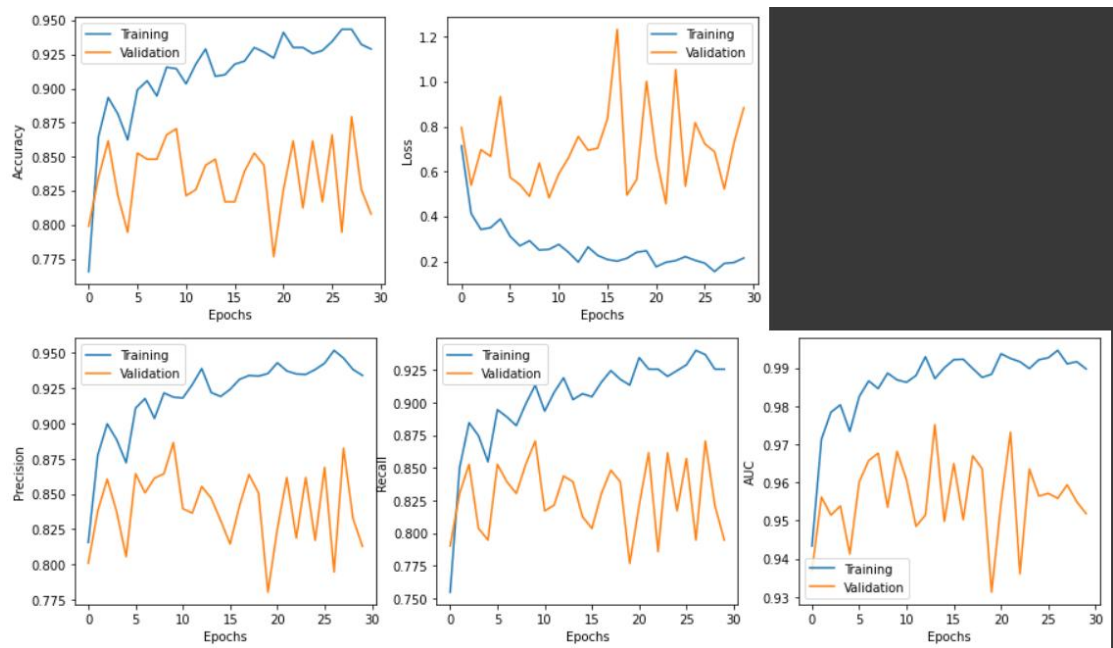 Accuracy
0.950
0.925
0.900
0.875
0.850
0.825
0.800
0.775
Training
Validation
0 5 10 15 20 25 30
Epochs
Loss
1.2
1.0
0.8
0.6
0.4
0.2
Training
Validation
0 5 10 15 20 25 30
Epochs
Precision
0.950
0.925
0.900
0.875
0.850
0.825
0.800
0.775
Training
Validation
0 5 10 15 20 25 30
Epochs
Recall
0.925
0.900
0.875
0.850
0.825
0.800
0.775
0.750
Training
Validation
0 5 10 15 20 25 30
Epochs
AUC
0.99
0.98
0.97
0.96
0.95
0.94
0.93
Training
Validation
0 5 10 15 20 25 30
Epochs